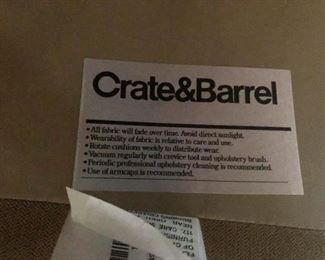 Crate&Barrel
• All fabric will fade over time. Avoid direct sunlight.
• Wearability of fabric is relative to care and use.
• Rotate cushions weekly to distribute wear.
• Vacuum regularly with crevice tool and upholstery brush.
• Periodic professional upholstery cleaning is recommended.
• Use of armcaps is recommended.